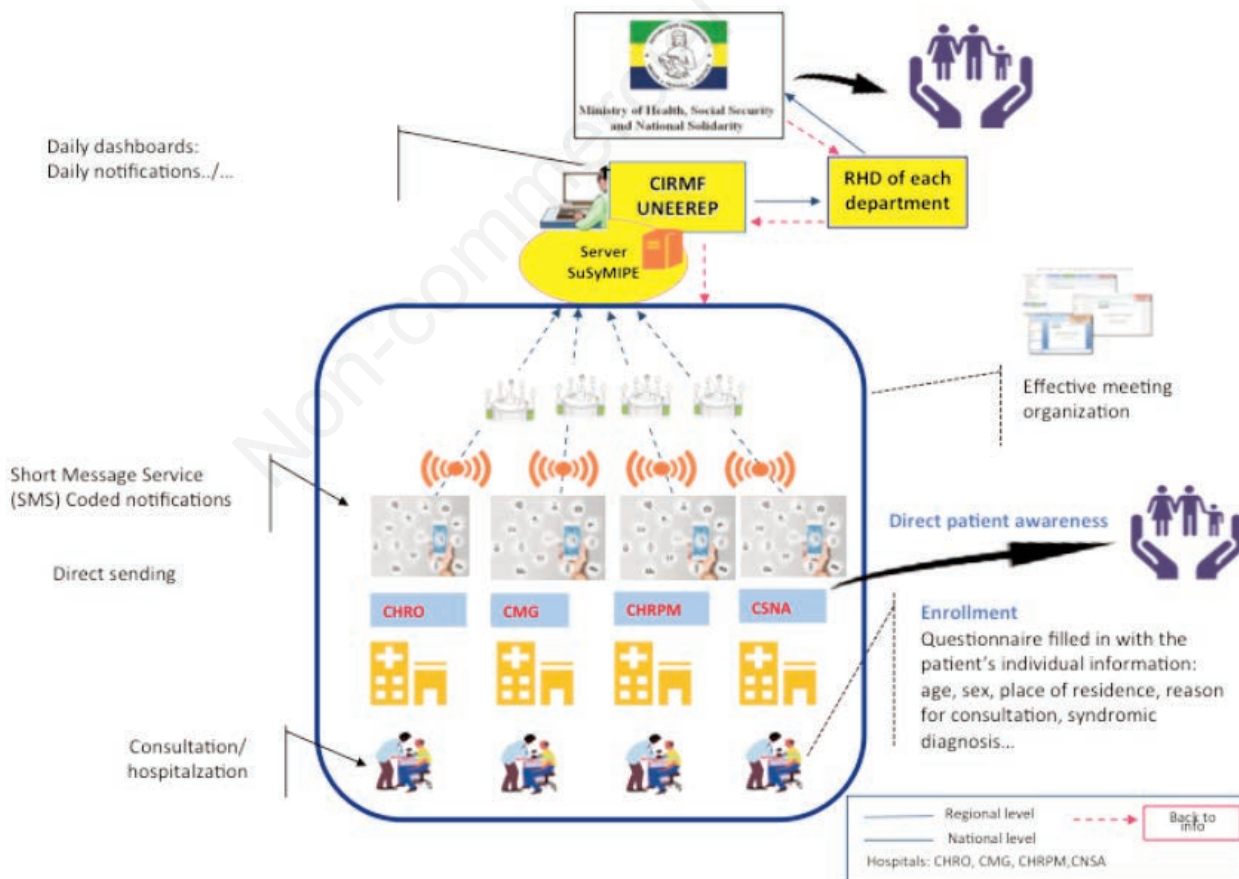 Ministry of Health, Social Security
and National Solidarity
Daily dashboards:
Daily notifications../...
CIRMF
UNEEREP
RHD of each
department
Server
SuSyMIPE
Effective meeting
organization
Short Message Service
(SMS) Coded notifications
Direct patient awareness
Direct sending
CHRO
CMG
CHRPM
CSNA
Enrollment
Questionnaire filled in with the
patient's individual information:
age, sex, place of residence, reason
for consultation, syndromic
diagnosis...
Consultation/
hospitalzation
Regional level
Back to
info
National level
Hospitals: CHRO, CMG, CHRPM,CNSA
Non-commerc